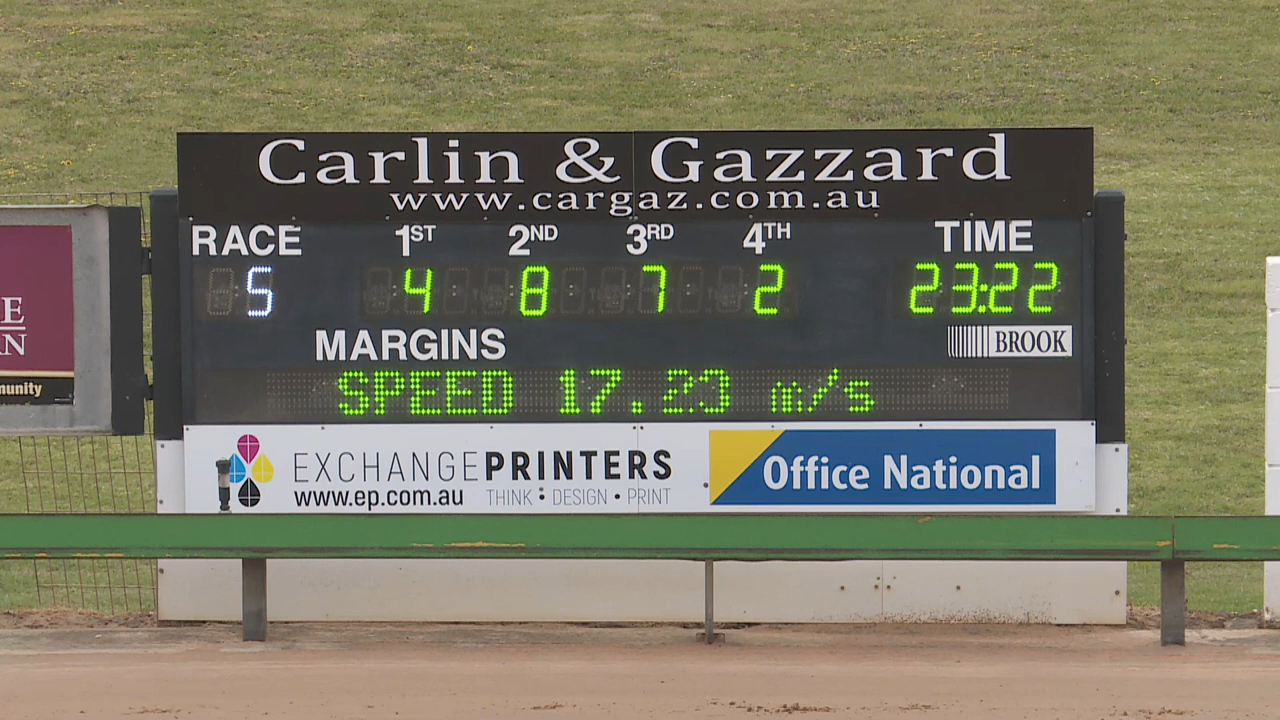 Carlin & Gazzard
www.cargaz.com.au
RACE 1ST 2ND 3RD 4TH TIME
5 4 8 7 2 23:22
MARGINS
BROOK
SPEED 17.23 m/s
E
N
munity
EXCHANGEPRINTERS
www.ep.com.au THINK : DESIGN • PRINT
Office National